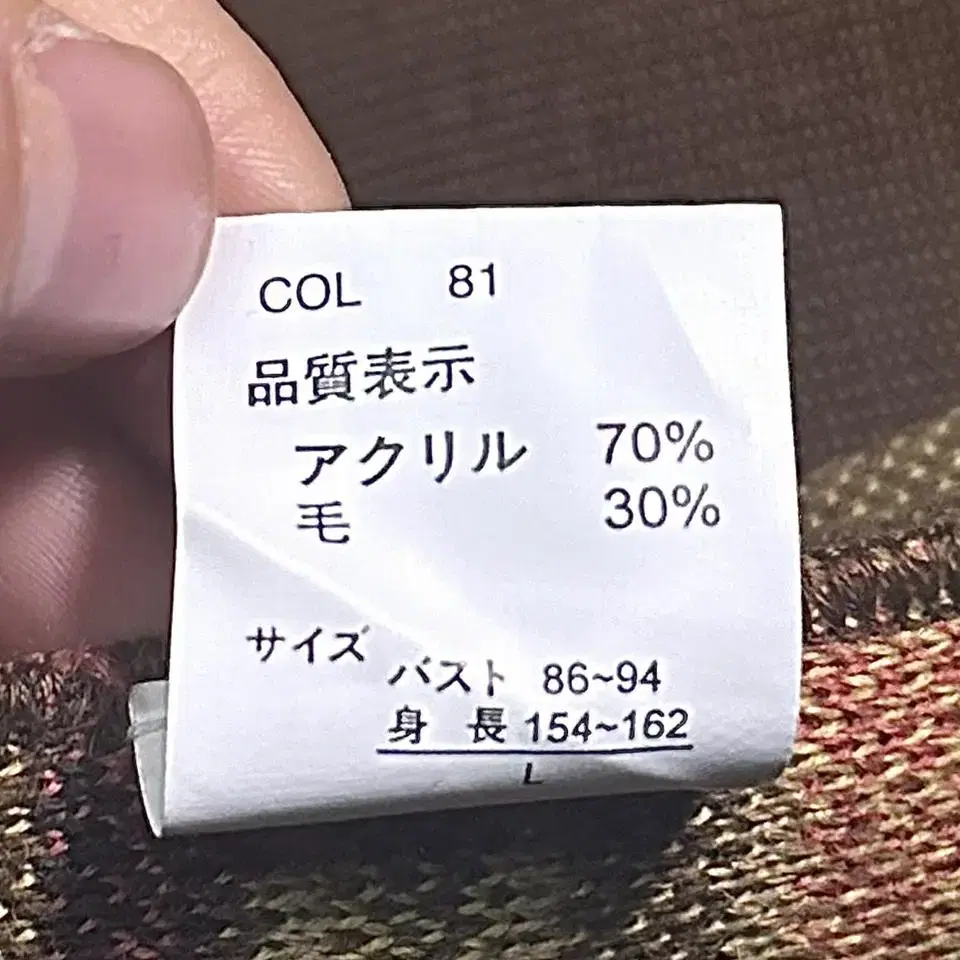 COL 81
品質表示
アクリル 70%
毛 30%
サイズ
バスト 86~94
身 長 154~162
L